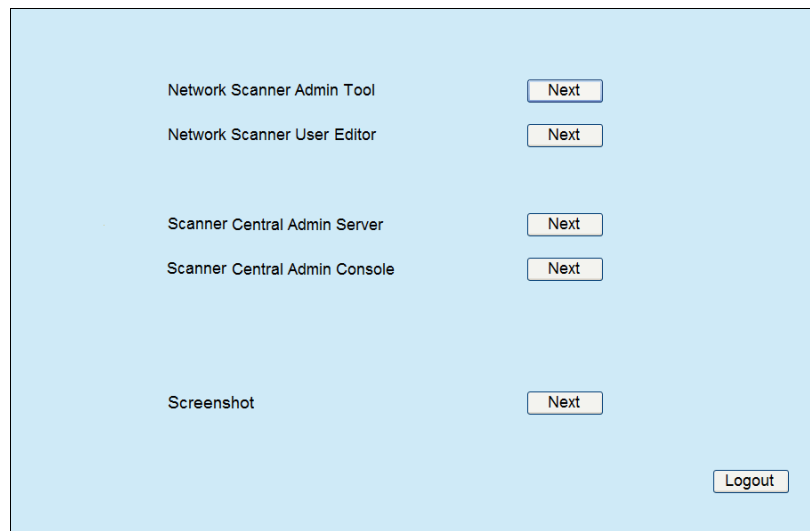 Network Scanner Admin Tool Next
Network Scanner User Editor Next
Scanner Central Admin Server Next
Scanner Central Admin Console Next
Screenshot Next
Logout